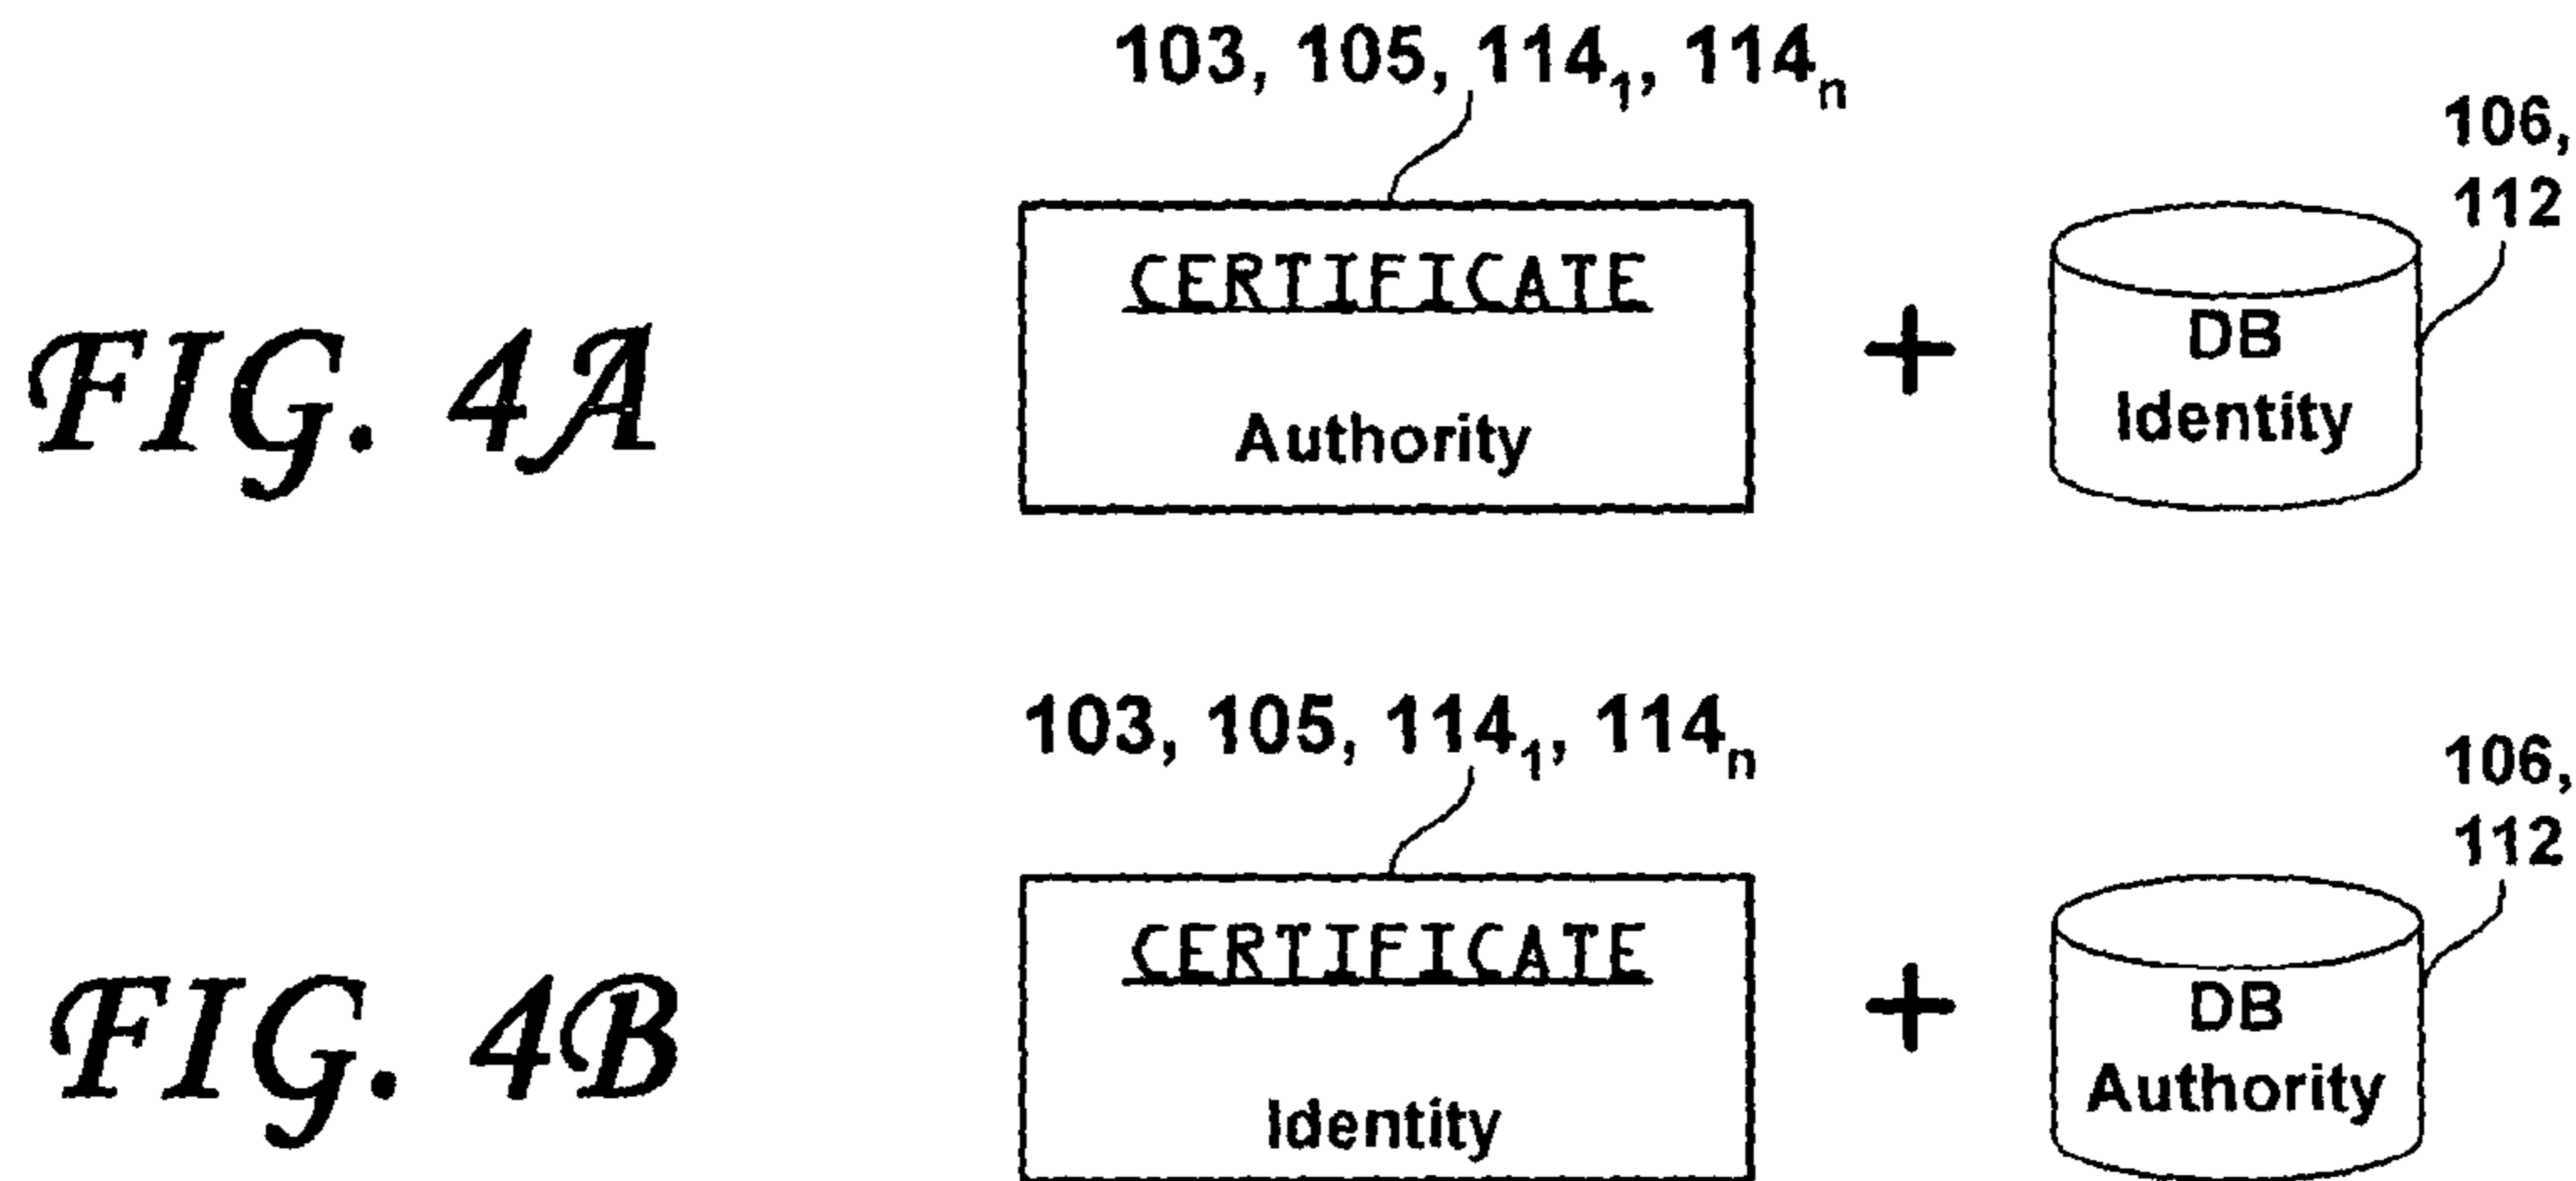 103, 105, 114₁, 114ₙ
106,
112
CERTIFICATE
DB
FIG. 4A
+
Identity
Authority
103, 105, 114₁, 114ₙ
106,
112
CERTIFICATE
DB
FIG. 4B
+
Authority
Identity